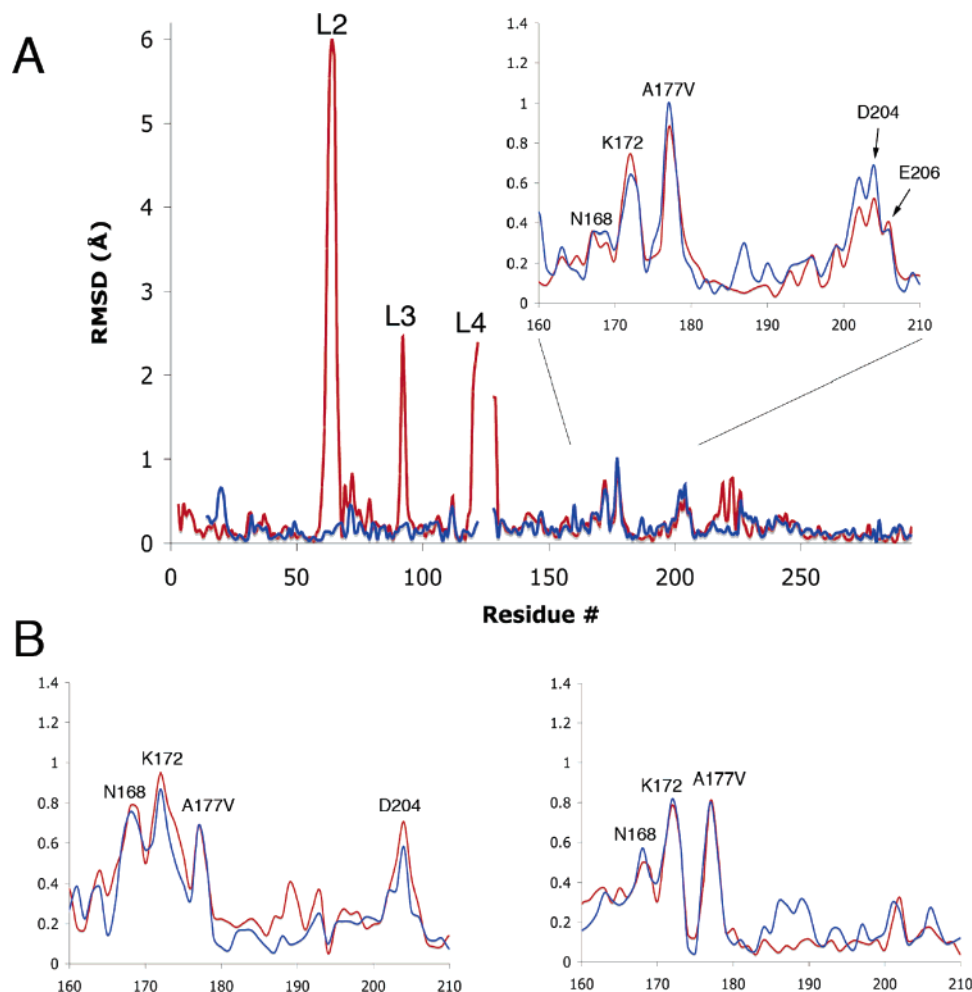 A
RMSD (Å)
6
5
4
3
2
1
0
L2
L3
L4
0 50 100 150 200 250
Residue #
1.4
1.2
1
0.8
0.6
0.4
0.2
0
N168
K172
A177V
D204
E206
160 170 180 190 200 210
B
1.4
1.2
1
0.8
0.6
0.4
0.2
0
N168
K172
A177V
D204
160 170 180 190 200 210
1.4
1.2
1
0.8
0.6
0.4
0.2
0
N168
K172
A177V
160 170 180 190 200 210